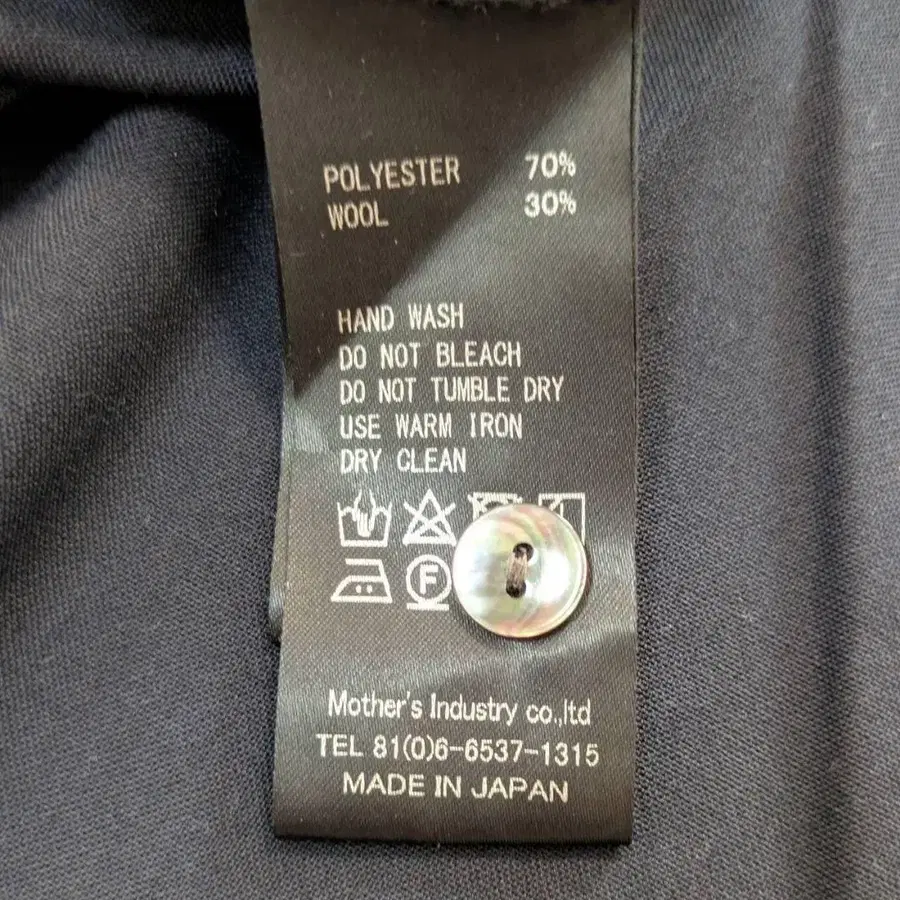 POLYESTER 70%
WOOL 30%
HAND WASH
DO NOT BLEACH
DO NOT TUMBLE DRY
USE WARM IRON
DRY CLEAN
F
Mother's Industry co.,ltd
TEL 81(0)6-6537-1315
MADE IN JAPAN